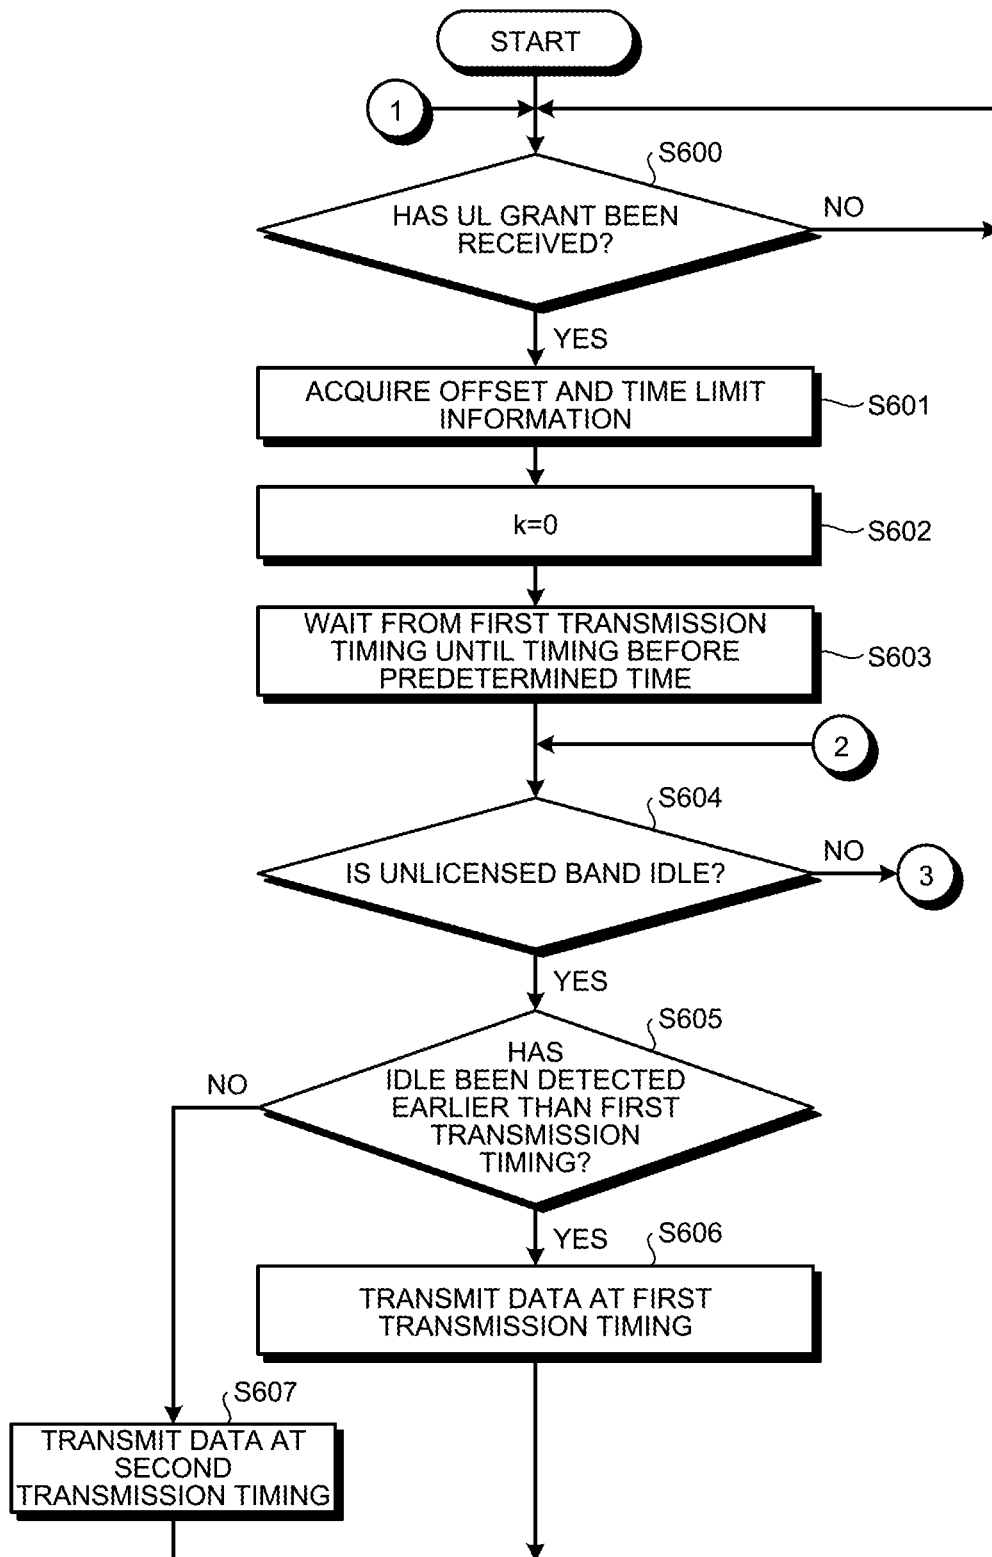 START
1
S600
HAS UL GRANT BEEN
RECEIVED?
NO
YES
ACQUIRE OFFSET AND TIME LIMIT
INFORMATION
S601
k=0
S602
WAIT FROM FIRST TRANSMISSION
TIMING UNTIL TIMING BEFORE
PREDETERMINED TIME
S603
2
S604
IS UNLICENSED BAND IDLE?
NO
3
YES
S605
HAS
IDLE BEEN DETECTED
EARLIER THAN FIRST
TRANSMISSION
TIMING?
NO
YES
S606
TRANSMIT DATA AT FIRST
TRANSMISSION TIMING
S607
TRANSMIT DATA AT
SECOND
TRANSMISSION TIMING